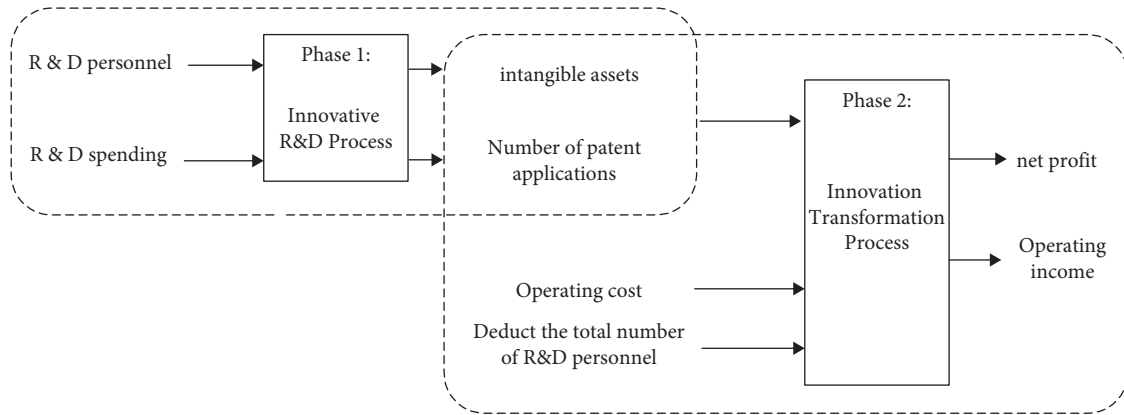 R & D personnel
R & D spending
Phase 1:
Innovative
R&D Process
intangible assets
Number of patent
applications
Operating cost
Deduct the total number
of R&D personnel
Phase 2:
Innovation
Transformation
Process
net profit
Operating
income